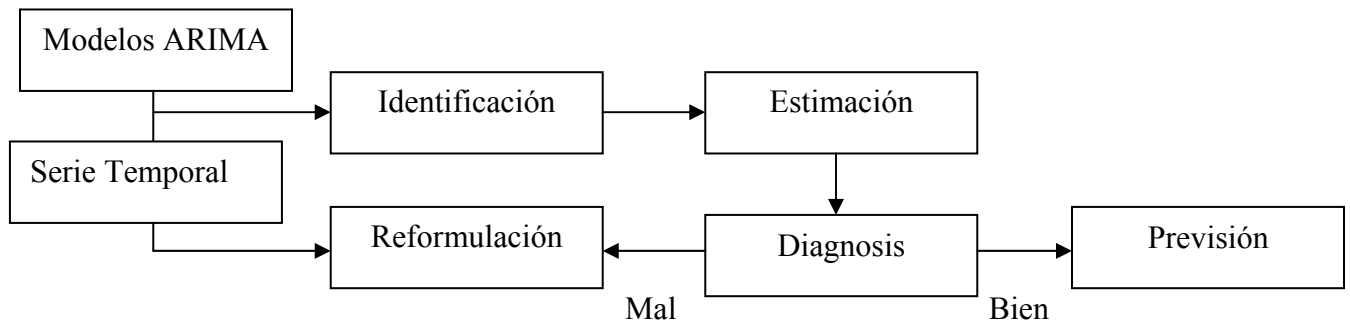 Modelos ARIMA
Identificación
Estimación
Serie Temporal
Reformulación
Diagnosis
Previsión
Mal
Bien